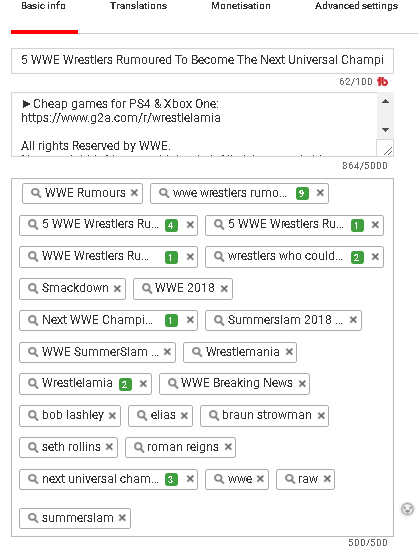 Basic info Translations Monetisation Advanced settings
5 WWE Wrestlers Rumoured To Become The Next Universal Champi
62/100
►Cheap games for PS4 & Xbox One:
https://www.g2a.com/r/wrestlelamia
All rights Reserved by WWE.
864/5000
WWE Rumours × wwe wrestlers rumo... 9 ×
5 WWE Wrestlers Ru... 4 × 5 WWE Wrestlers Ru... 1 ×
WWE Wrestlers Ru... 1 × wrestlers who could... 2 ×
Smackdown × WWE 2018 ×
Next WWE Champi... 1 × Summerslam 2018 ... ×
WWE SummerSlam ... × Wrestlemania ×
Wrestlelamia 2 × WWE Breaking News ×
bob lashley × elias × braun strowman ×
seth rollins × roman reigns ×
next universal cham... 3 × wwe × raw ×
summerslam ×
500/500